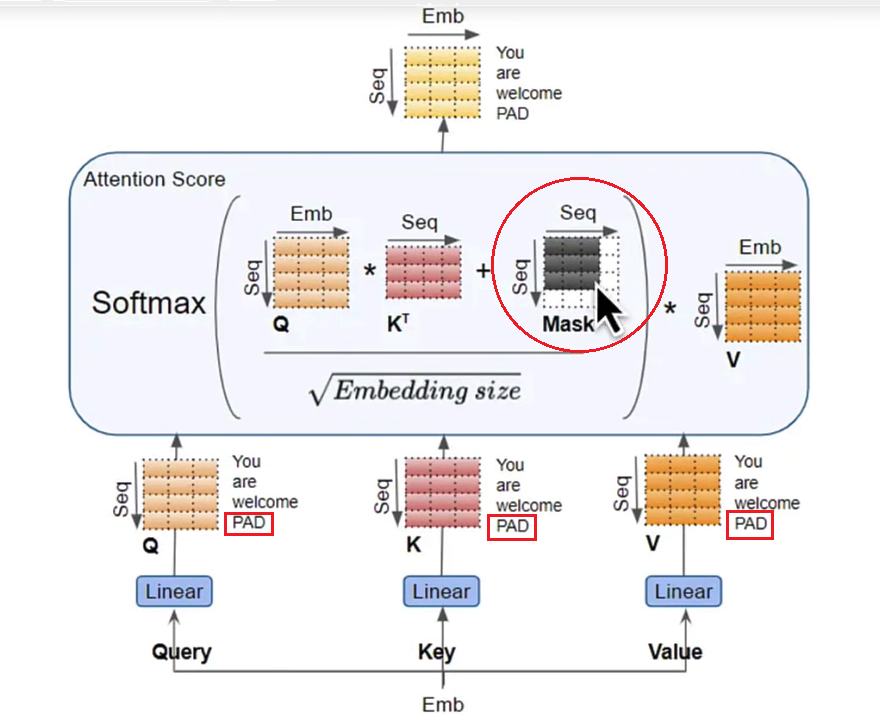 Emb
Seq
You
are
welcome
PAD
Attention Score
Softmax
Emb
Seq
Q
*
Seq
Kᵀ
+
Seq
Seq
Mask
*
Emb
Seq
V
√Embedding size
Seq
You
are
welcome
PAD
Q
Seq
You
are
welcome
PAD
K
Seq
You
are
welcome
PAD
V
Linear
Linear
Linear
Query
Key
Value
Emb